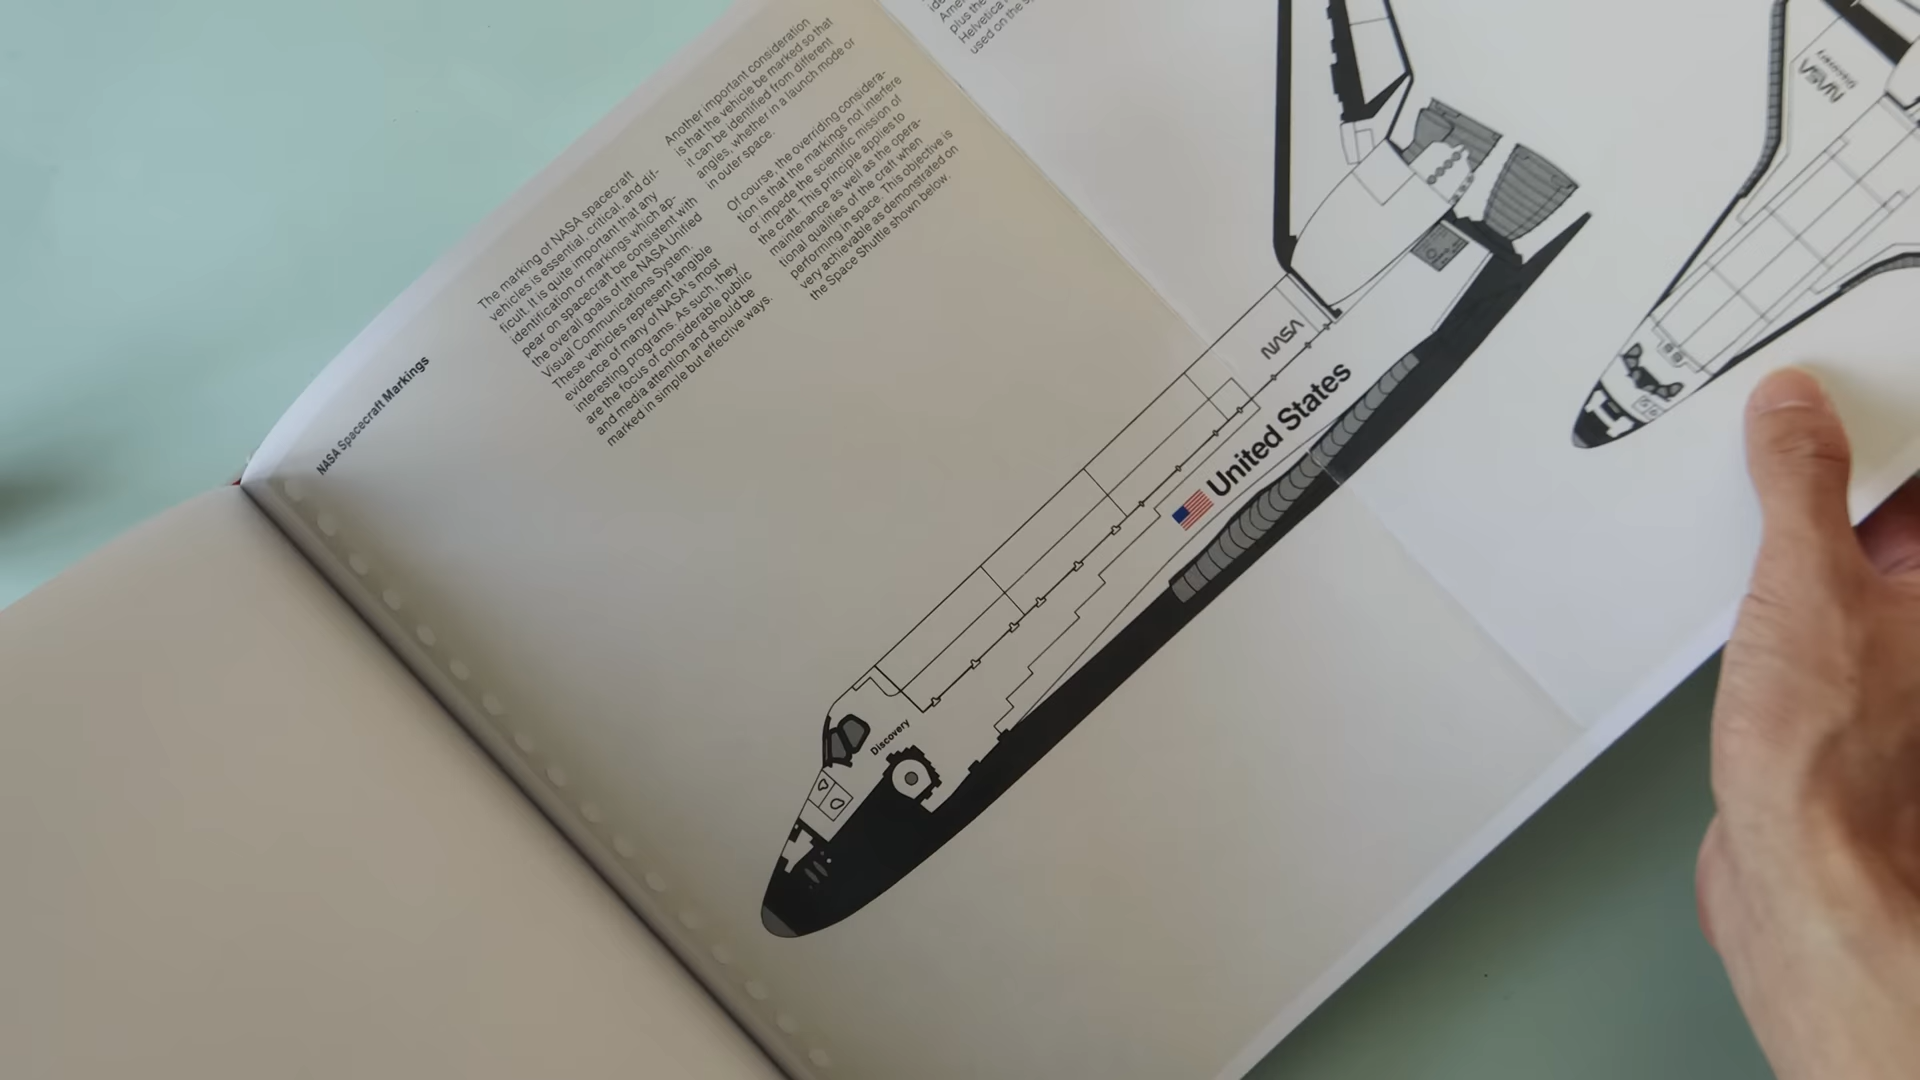 NASA Spacecraft Markings
The marking of NASA spacecraft
vehicles is essential, critical, and dif-
ficult. It is quite important that any
identification or markings which ap-
pear on spacecraft be consistent with
the overall goals of the NASA Unified
Visual Communications System.
These vehicles represent tangible
evidence of many of NASA's most
interesting programs. As such, they
are the focus of considerable public
and media attention and should be
marked in simple but effective ways.
Another important consideration
is that the vehicle be marked so that
it can be identified from different
angles, whether in a launch mode or
in outer space.
Of course, the overriding considera-
tion is that the markings not interfere
or impede the scientific mission of
the craft. This principle applies to
maintenance as well as the opera-
tional qualities of the craft when
performing in space. This objective is
very achievable as demonstrated on
the Space Shuttle shown below.
plus the
Helvetica
used on the
NASA
United States
Discovery
NASA
Discovery